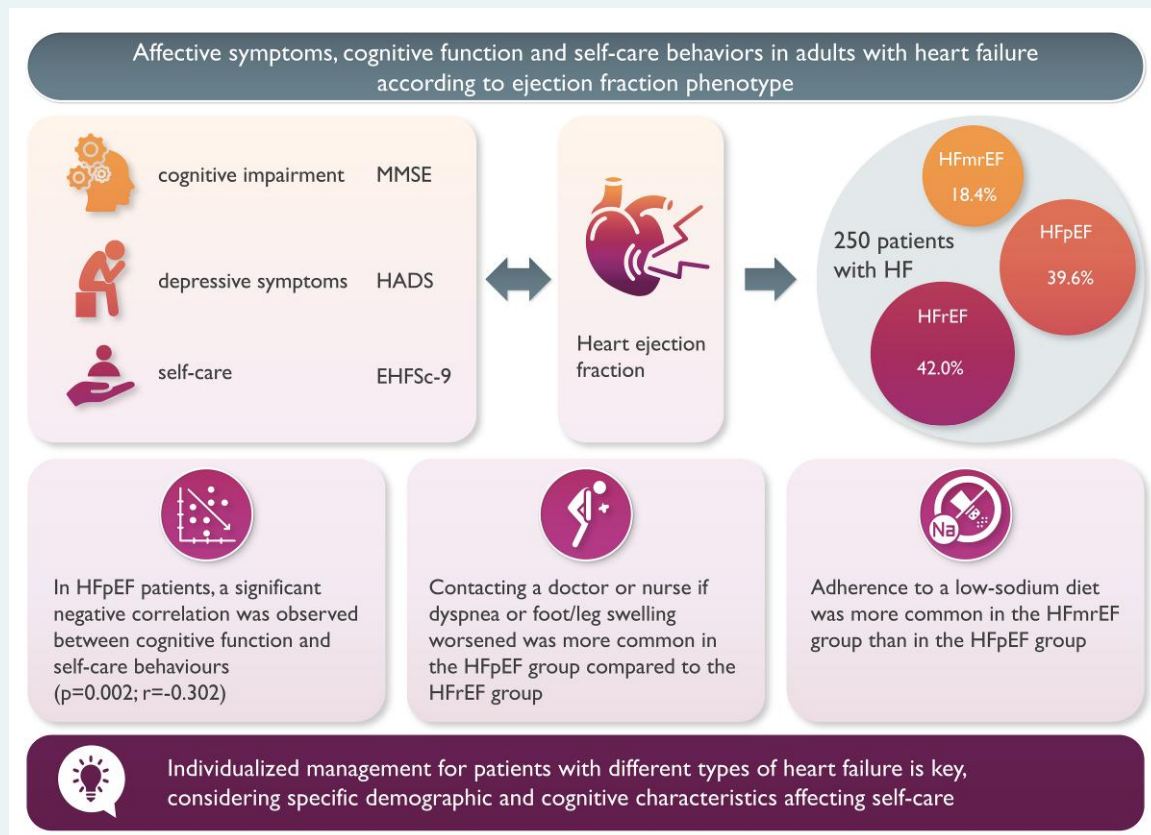 Affective symptoms, cognitive function and self-care behaviors in adults with heart failure
according to ejection fraction phenotype
cognitive impairment MMSE
depressive symptoms HADS
self-care EHFSc-9
Heart ejection
fraction
250 patients
with HF
HFmrEF
18.4%
HFpEF
39.6%
HFrEF
42.0%
In HFpEF patients, a significant
negative correlation was observed
between cognitive function and
self-care behaviours
(p=0.002; r=-0.302)
Contacting a doctor or nurse if
dyspnea or foot/leg swelling
worsened was more common in
the HFpEF group compared to the
HFrEF group
Na
Adherence to a low-sodium diet
was more common in the HFmrEF
group than in the HFpEF group
Individualized management for patients with different types of heart failure is key,
considering specific demographic and cognitive characteristics affecting self-care